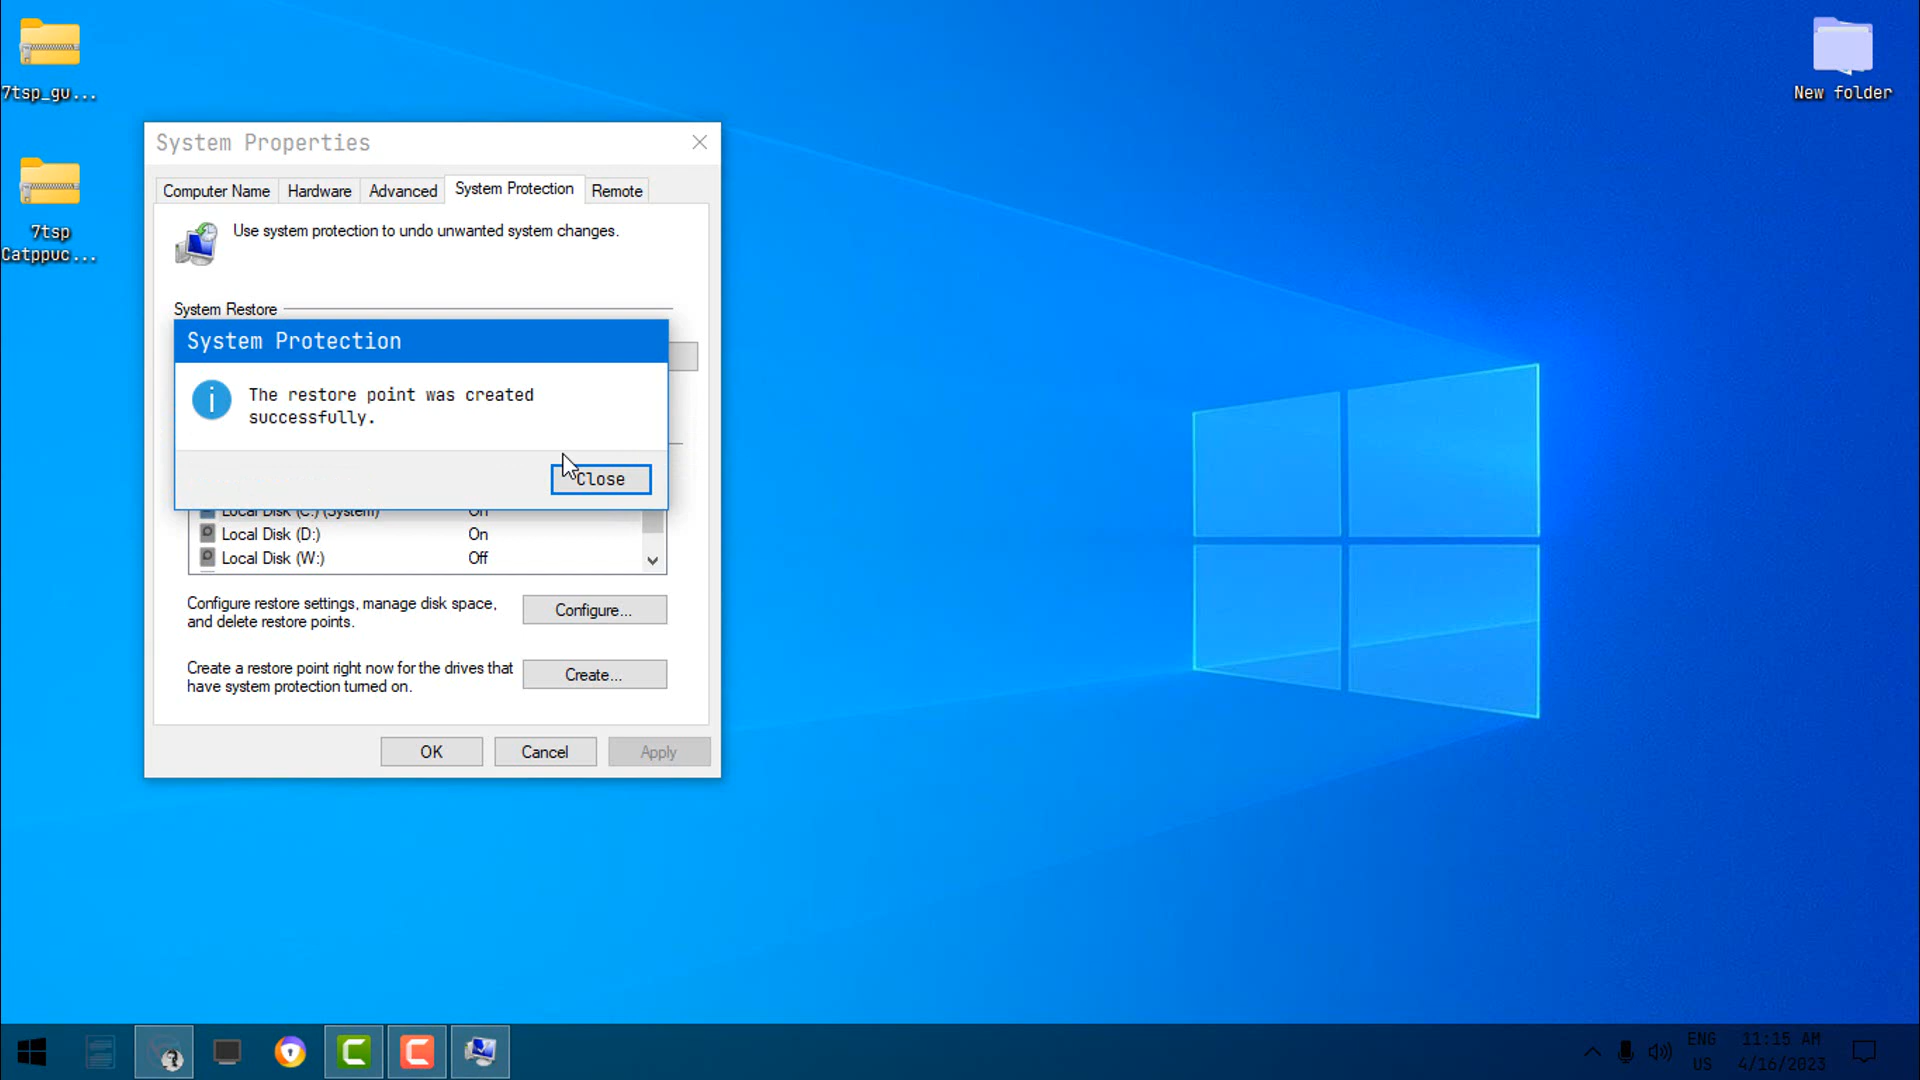 7tsp_gu...
7tsp
Catppuc...
New folder
System Properties
Computer Name
Hardware
Advanced
System Protection
Remote
Use system protection to undo unwanted system changes.
System Restore
System Protection
The restore point was created
successfully.
Close
Local Disk (C:) (System) On
Local Disk (D:) On
Local Disk (W:) Off
Configure restore settings, manage disk space,
and delete restore points.
Configure...
Create a restore point right now for the drives that
have system protection turned on.
Create...
OK
Cancel
Apply
ENG
US
11:15 AM
4/16/2023